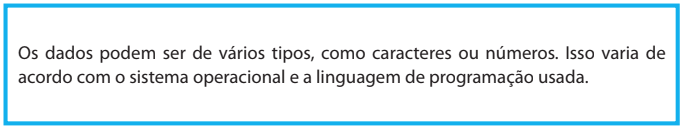 Os dados podem ser de vários tipos, como caracteres ou números. Isso varia de
acordo com o sistema operacional e a linguagem de programação usada.